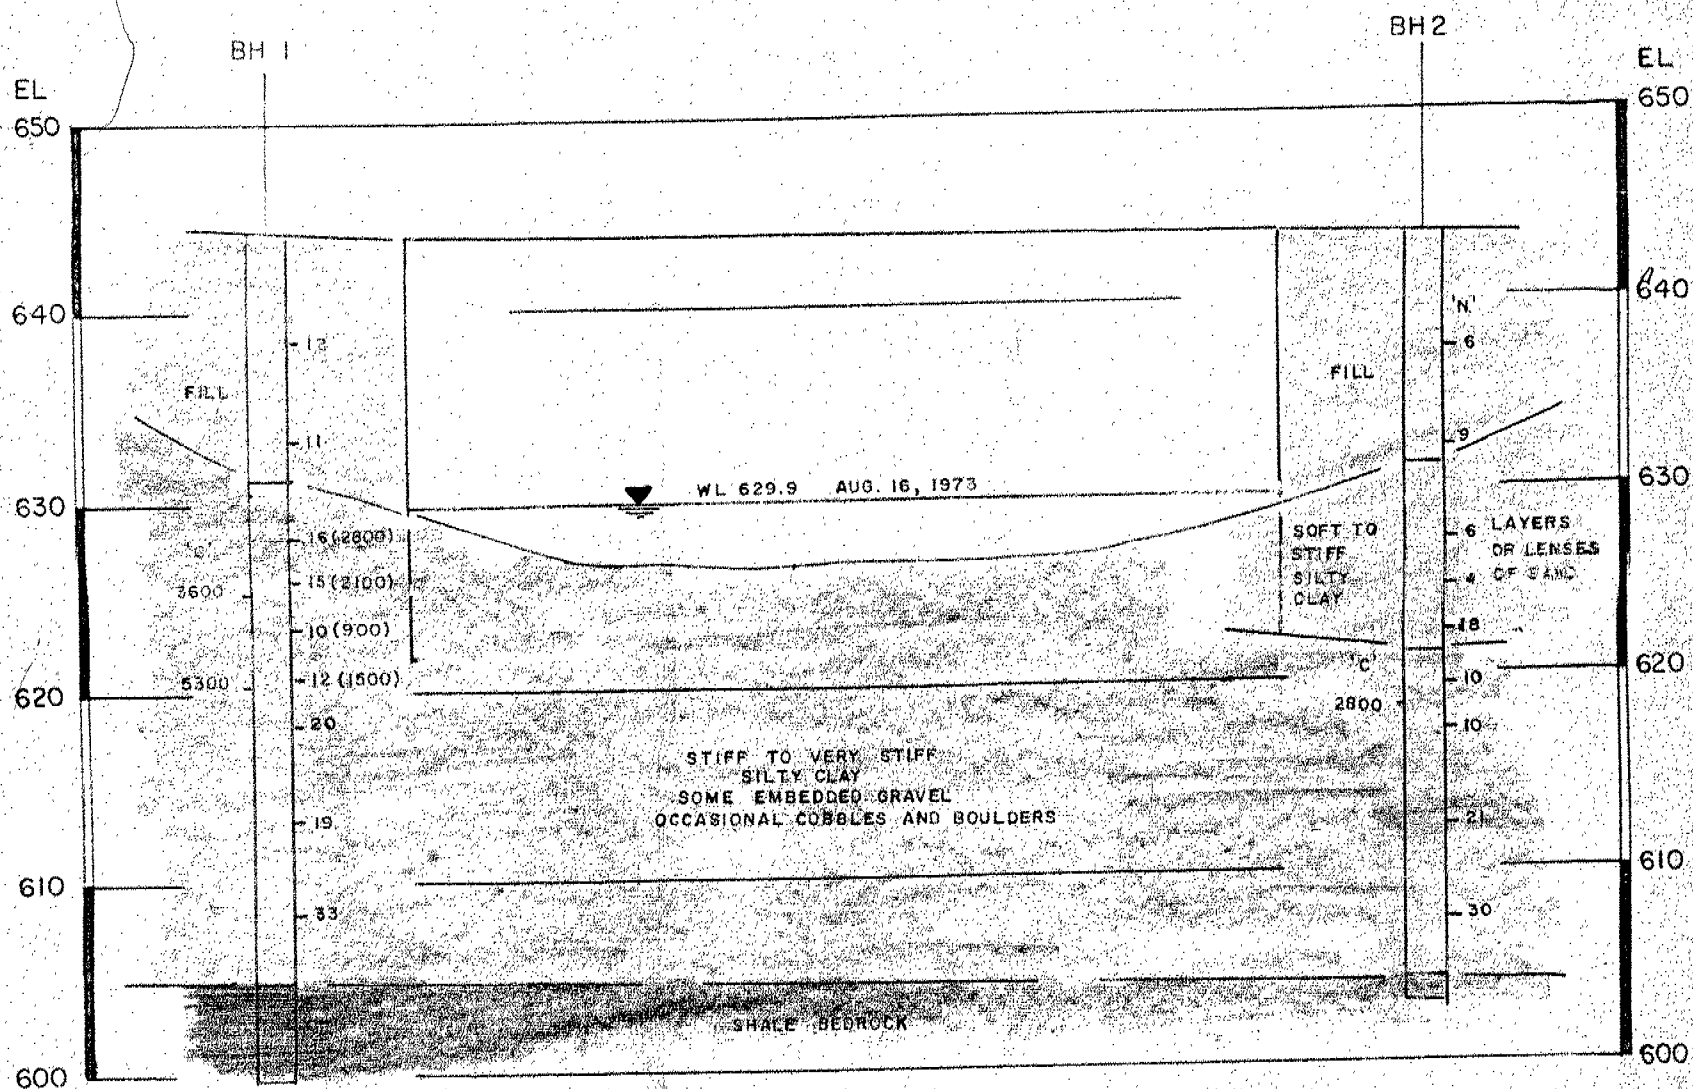 BH 1
BH 2
EL
EL
650
650
640
640
'N'
12
6
FILL
FILL
11
9
WL 629.9 AUG. 16, 1973
630
630
'C'
16 (2800)
15 (2100)
3600
10 (900)
5300
12 (1500)
20
SOFT TO
STIFF
SILTY
CLAY
6
4
18
LAYERS
OR LENSES
OF SAND
'C'
2800
10
10
620
620
STIFF TO VERY STIFF
SILTY CLAY
SOME EMBEDDED GRAVEL
OCCASIONAL COBBLES AND BOULDERS
19
21
610
610
33
30
SHALE BEDROCK
600
600